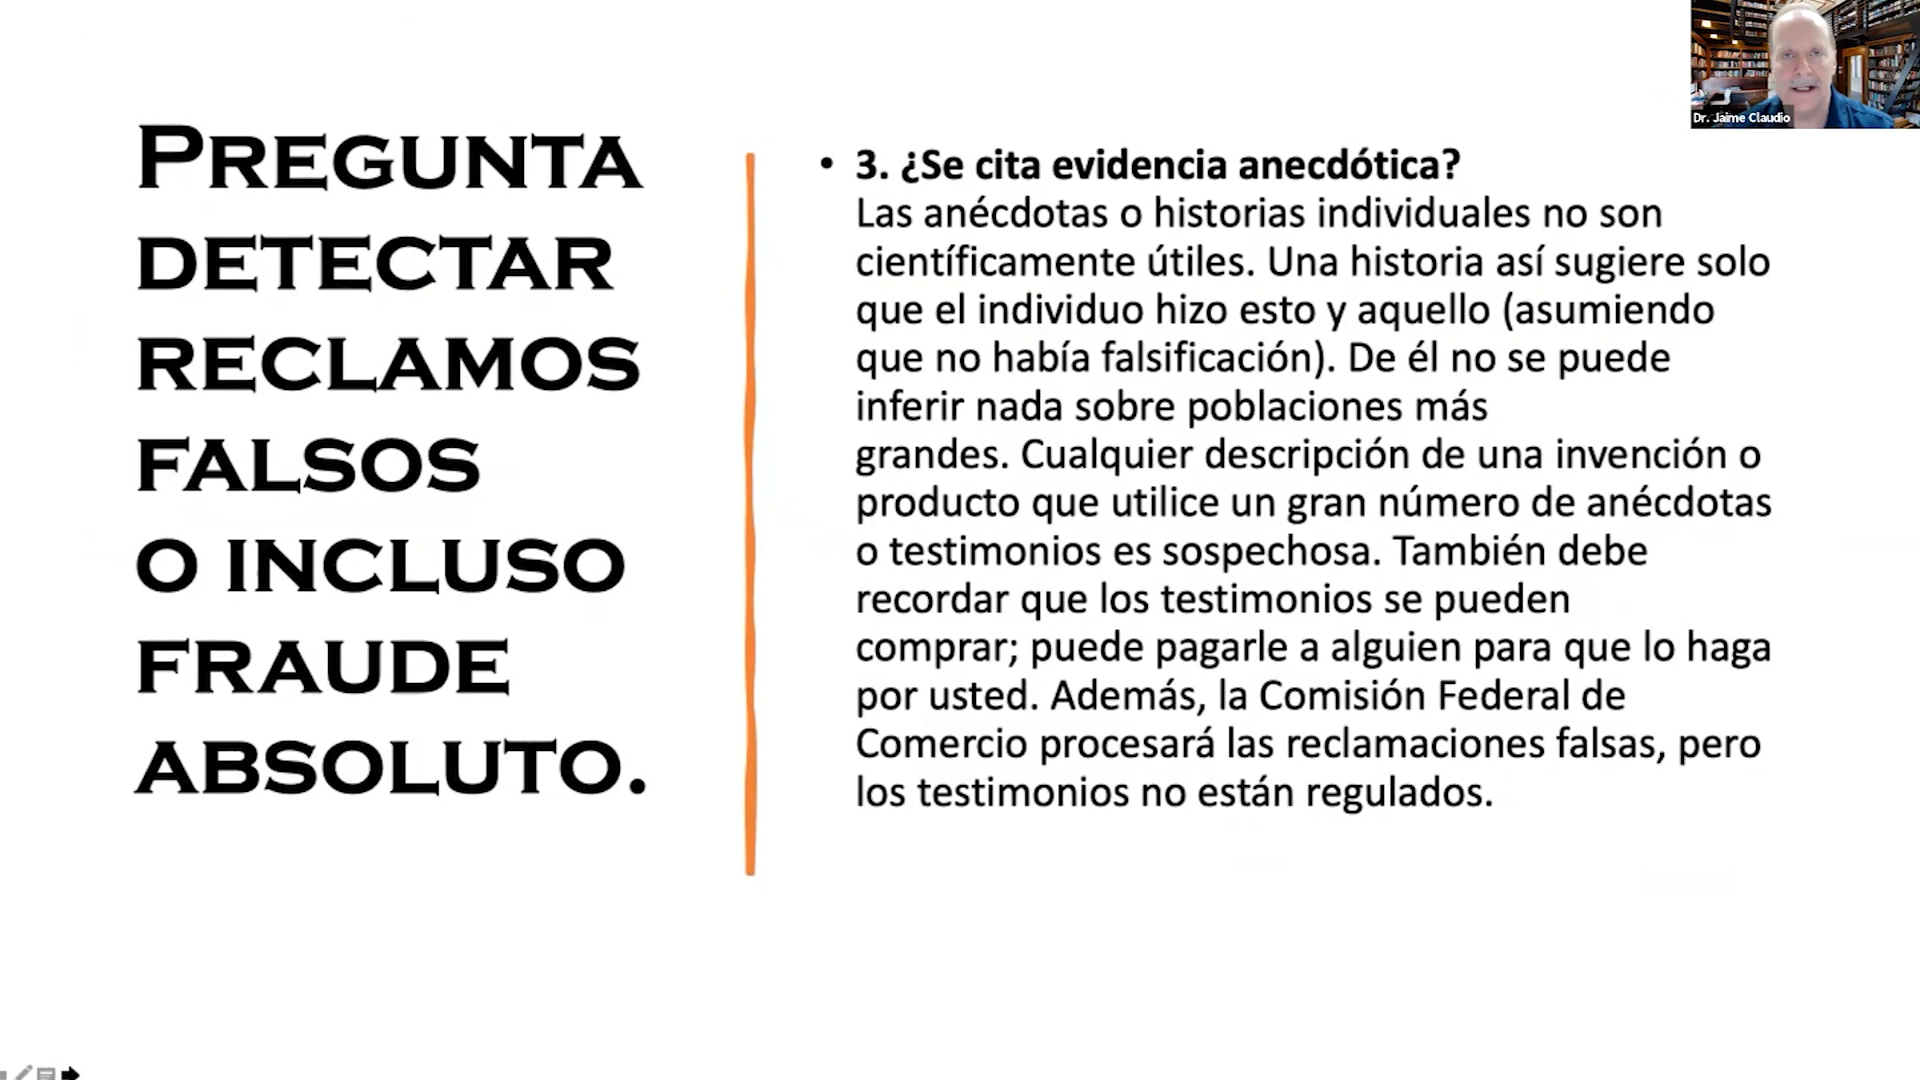 PREGUNTA
DETECTAR
RECLAMOS
FALSOS
O INCLUSO
FRAUDE
ABSOLUTO.
• 3. ¿Se cita evidencia anecdótica?
Las anécdotas o historias individuales no son
científicamente útiles. Una historia así sugiere solo
que el individuo hizo esto y aquello (asumiendo
que no había falsificación). De él no se puede
inferir nada sobre poblaciones más
grandes. Cualquier descripción de una invención o
producto que utilice un gran número de anécdotas
o testimonios es sospechosa. También debe
recordar que los testimonios se pueden
comprar; puede pagarle a alguien para que lo haga
por usted. Además, la Comisión Federal de
Comercio procesará las reclamaciones falsas, pero
los testimonios no están regulados.
Dr. Jaime Claudio